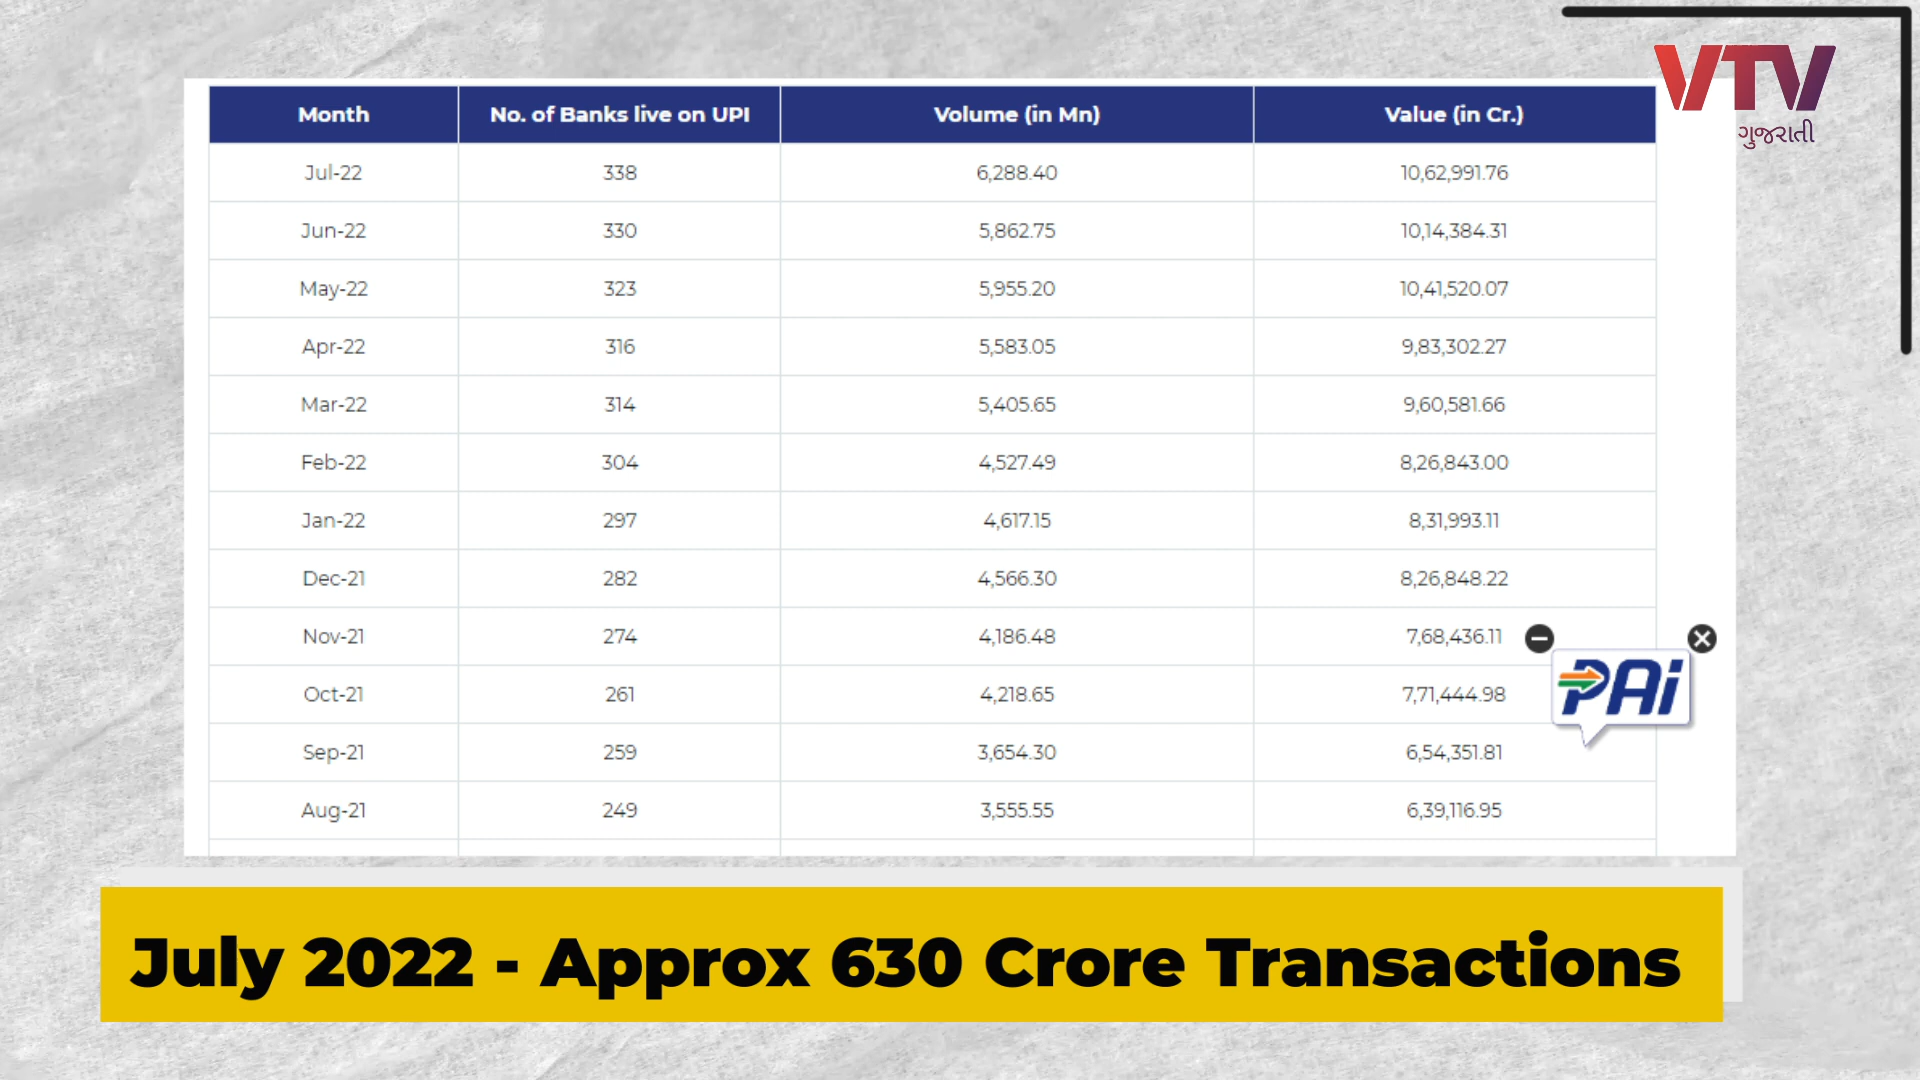 VTV
ગુજરાતી
Month No. of Banks live on UPI Volume (in Mn) Value (in Cr.)
Jul-22 338 6,288.40 10,62,991.76
Jun-22 330 5,862.75 10,14,384.31
May-22 323 5,955.20 10,41,520.07
Apr-22 316 5,583.05 9,83,302.27
Mar-22 314 5,405.65 9,60,581.66
Feb-22 304 4,527.49 8,26,843.00
Jan-22 297 4,617.15 8,31,993.11
Dec-21 282 4,566.30 8,26,848.22
Nov-21 274 4,186.48 7,68,436.11
Oct-21 261 4,218.65 7,71,444.98
PAi
Sep-21 259 3,654.30 6,54,351.81
Aug-21 249 3,555.55 6,39,116.95
July 2022 - Approx 630 Crore Transactions